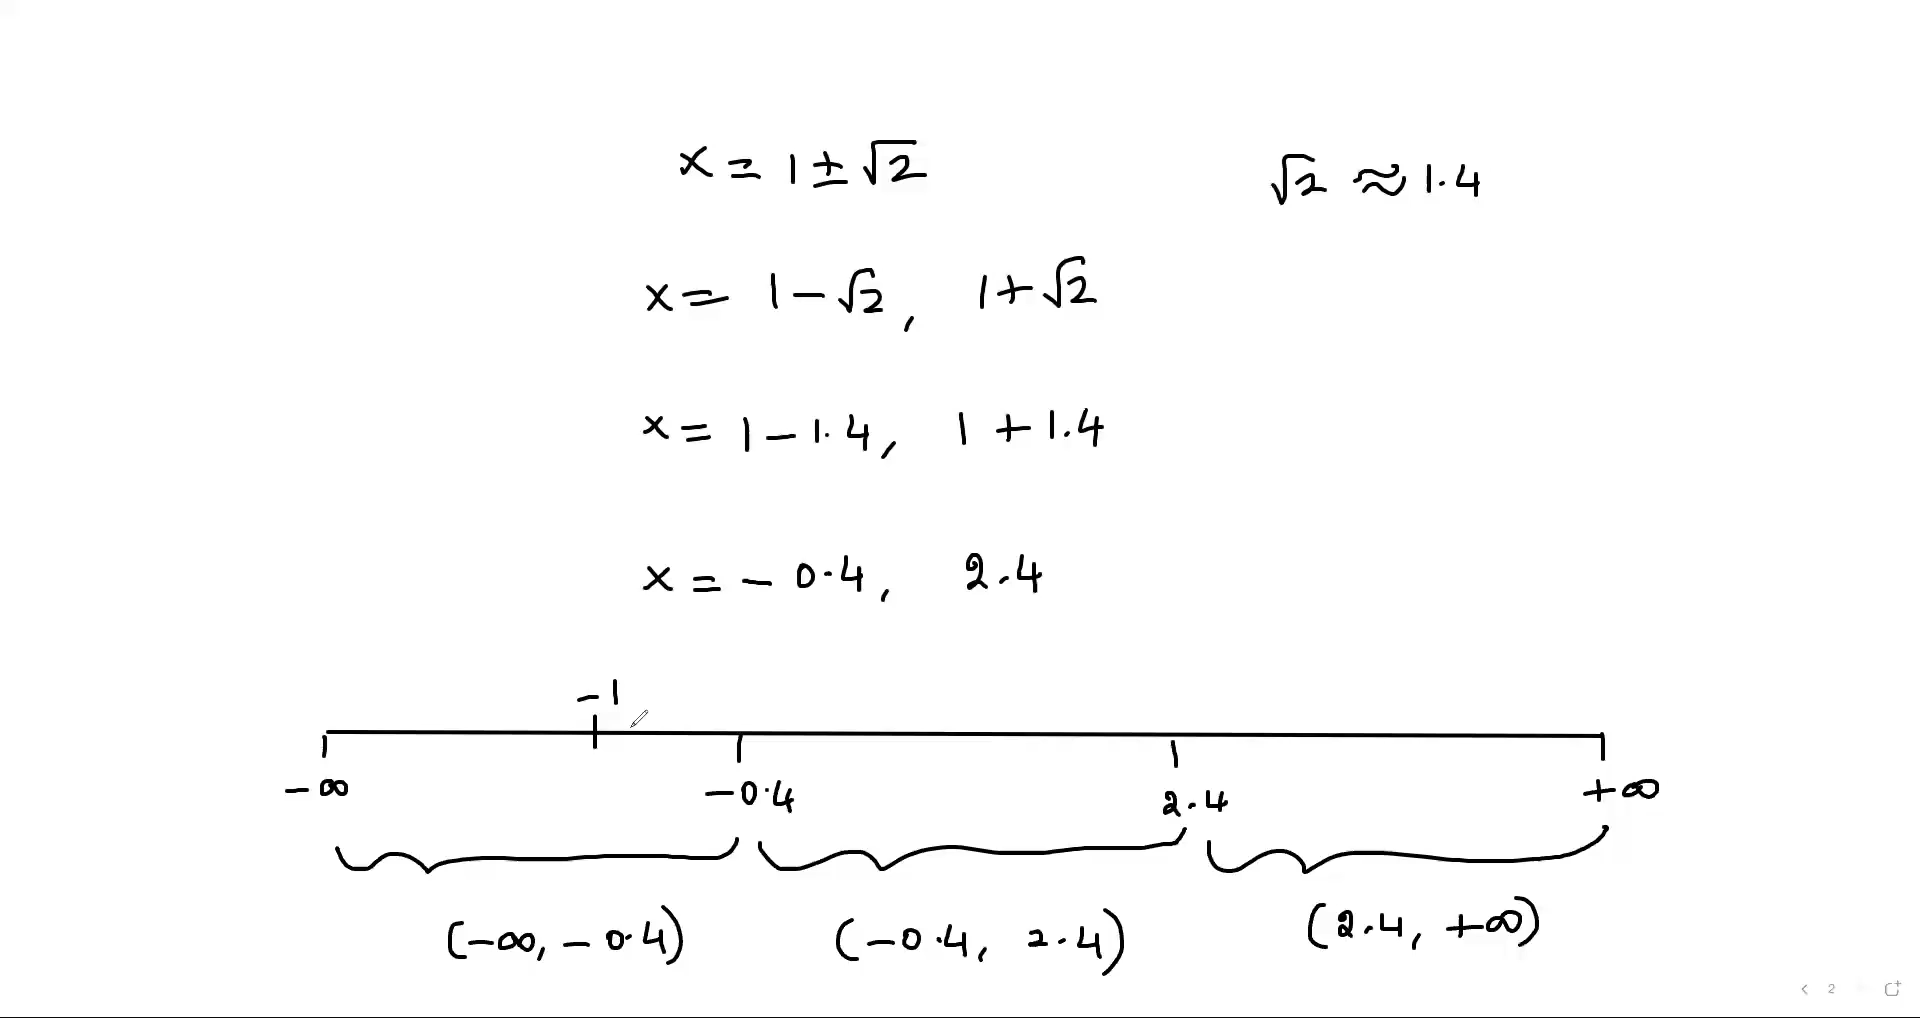 x = 1 ± √2
√2 ≈ 1.4
x = 1 - √2, 1 + √2
x = 1 - 1.4, 1 + 1.4
x = - 0.4, 2.4
-1
-∞ -0.4 2.4 +∞
(-∞, - 0.4) (-0.4, 2.4) (2.4, +∞)
< 2